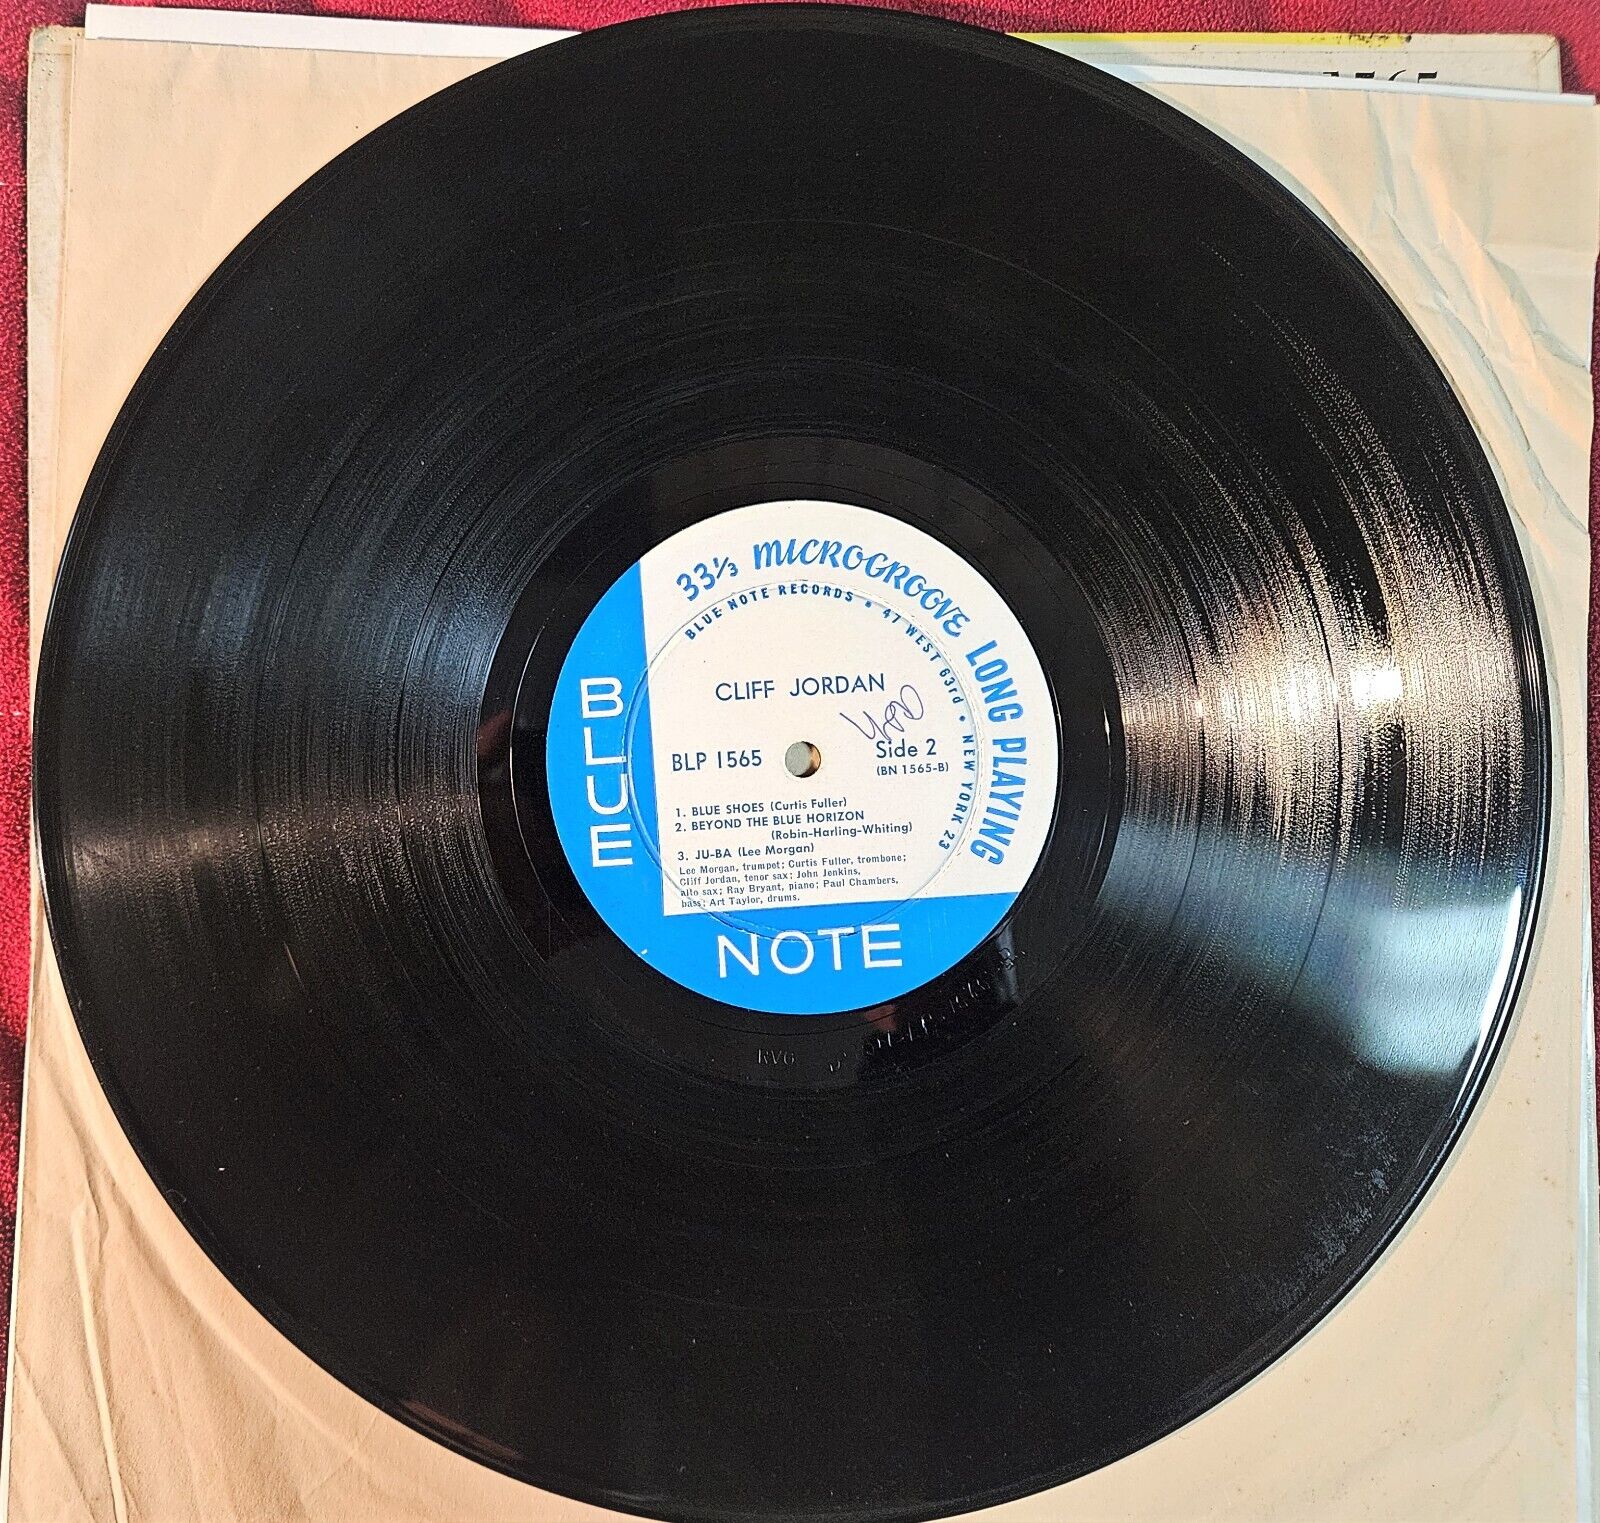 1565
33⅓ MICROGROOVE LONG PLAYING
BLUE NOTE RECORDS • 47 WEST 63rd • NEW YORK 23
CLIFF JORDAN
BLP 1565
Side 2
(BN 1565-B)
1. BLUE SHOES (Curtis Fuller)
2. BEYOND THE BLUE HORIZON
(Robin-Harling-Whiting)
3. JU-BA (Lee Morgan)
Lee Morgan, trumpet; Curtis Fuller, trombone;
Cliff Jordan, tenor sax; John Jenkins,
alto sax; Ray Bryant, piano; Paul Chambers,
bass; Art Taylor, drums.
BLUE
NOTE
RVG